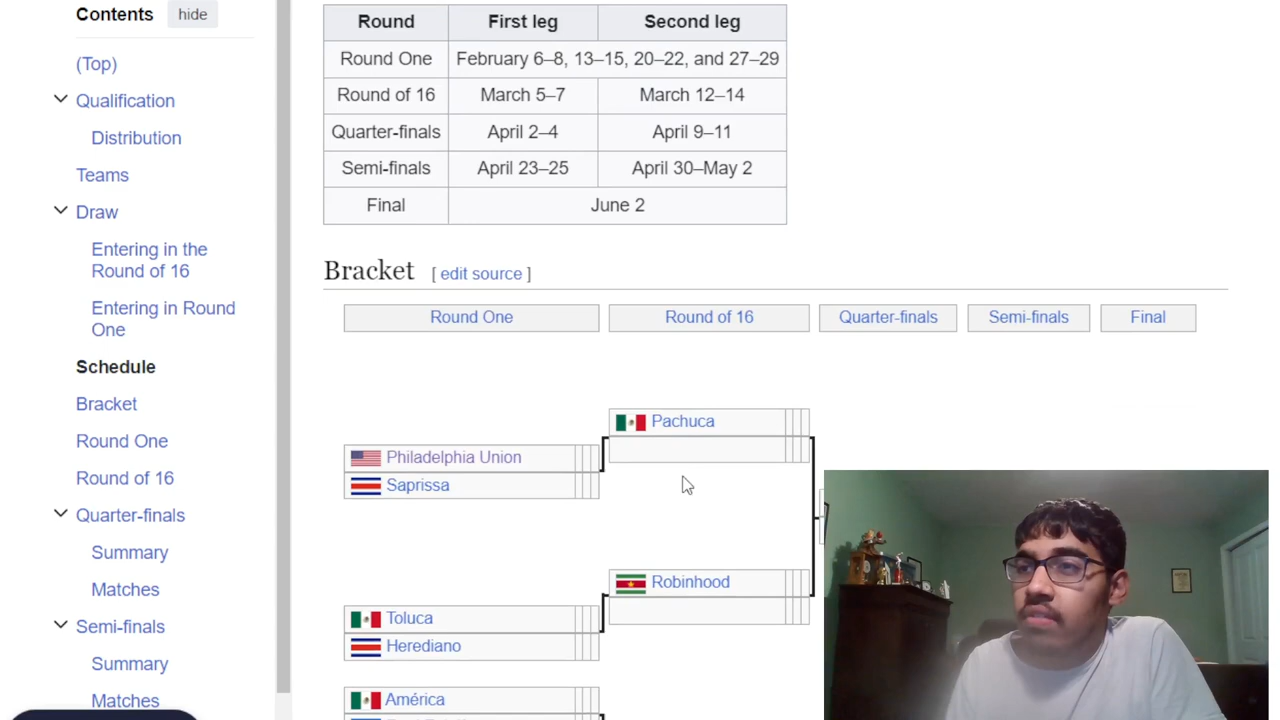 Contents hide
(Top)
Qualification
Distribution
Teams
Draw
Entering in the
Round of 16
Entering in Round
One
Schedule
Bracket
Round One
Round of 16
Quarter-finals
Summary
Matches
Semi-finals
Summary
Matches
Round First leg Second leg
Round One February 6–8, 13–15, 20–22, and 27–29
Round of 16 March 5–7 March 12–14
Quarter-finals April 2–4 April 9–11
Semi-finals April 23–25 April 30–May 2
Final June 2
Bracket [ edit source ]
Round One Round of 16 Quarter-finals Semi-finals Final
Pachuca
Philadelphia Union
Saprissa
Robinhood
Toluca
Herediano
América